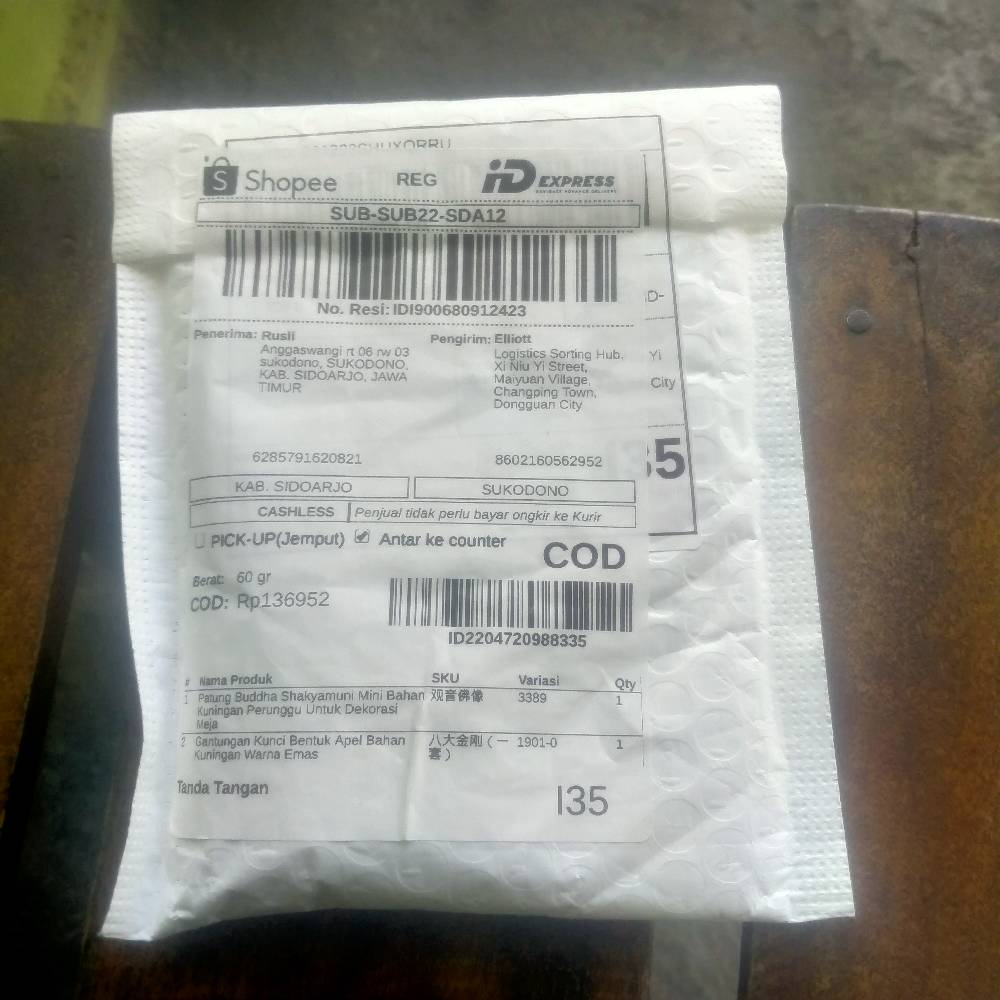 Shopee REG iD EXPRESS
SUB-SUB22-SDA12
No. Resi: IDI900680912423
Penerima: Rusli
Anggaswangi rt 06 rw 03
sukodono, SUKODONO,
KAB. SIDOARJO, JAWA
TIMUR
6285791620821
Pengirim: Elliott
Logistics Sorting Hub,
Xi Niu Yi Street,
Maiyuan Village,
Changping Town,
Dongguan City
8602160562952
D-
Yi
City
35
KAB. SIDOARJO SUKODONO
CASHLESS Penjual tidak perlu bayar ongkir ke Kurir
PICK-UP(Jemput) Antar ke counter
COD
Berat: 60 gr
COD: Rp136952
ID2204720988335
# Nama Produk SKU Variasi Qty
1 Patung Buddha Shakyamuni Mini Bahan 观音佛像 3389 1
Kuningan Perunggu Untuk Dekorasi
Meja
2 Gantungan Kunci Bentuk Apel Bahan 八大金刚（一 1901-0 1
Kuningan Warna Emas 套）
Tanda Tangan
I35